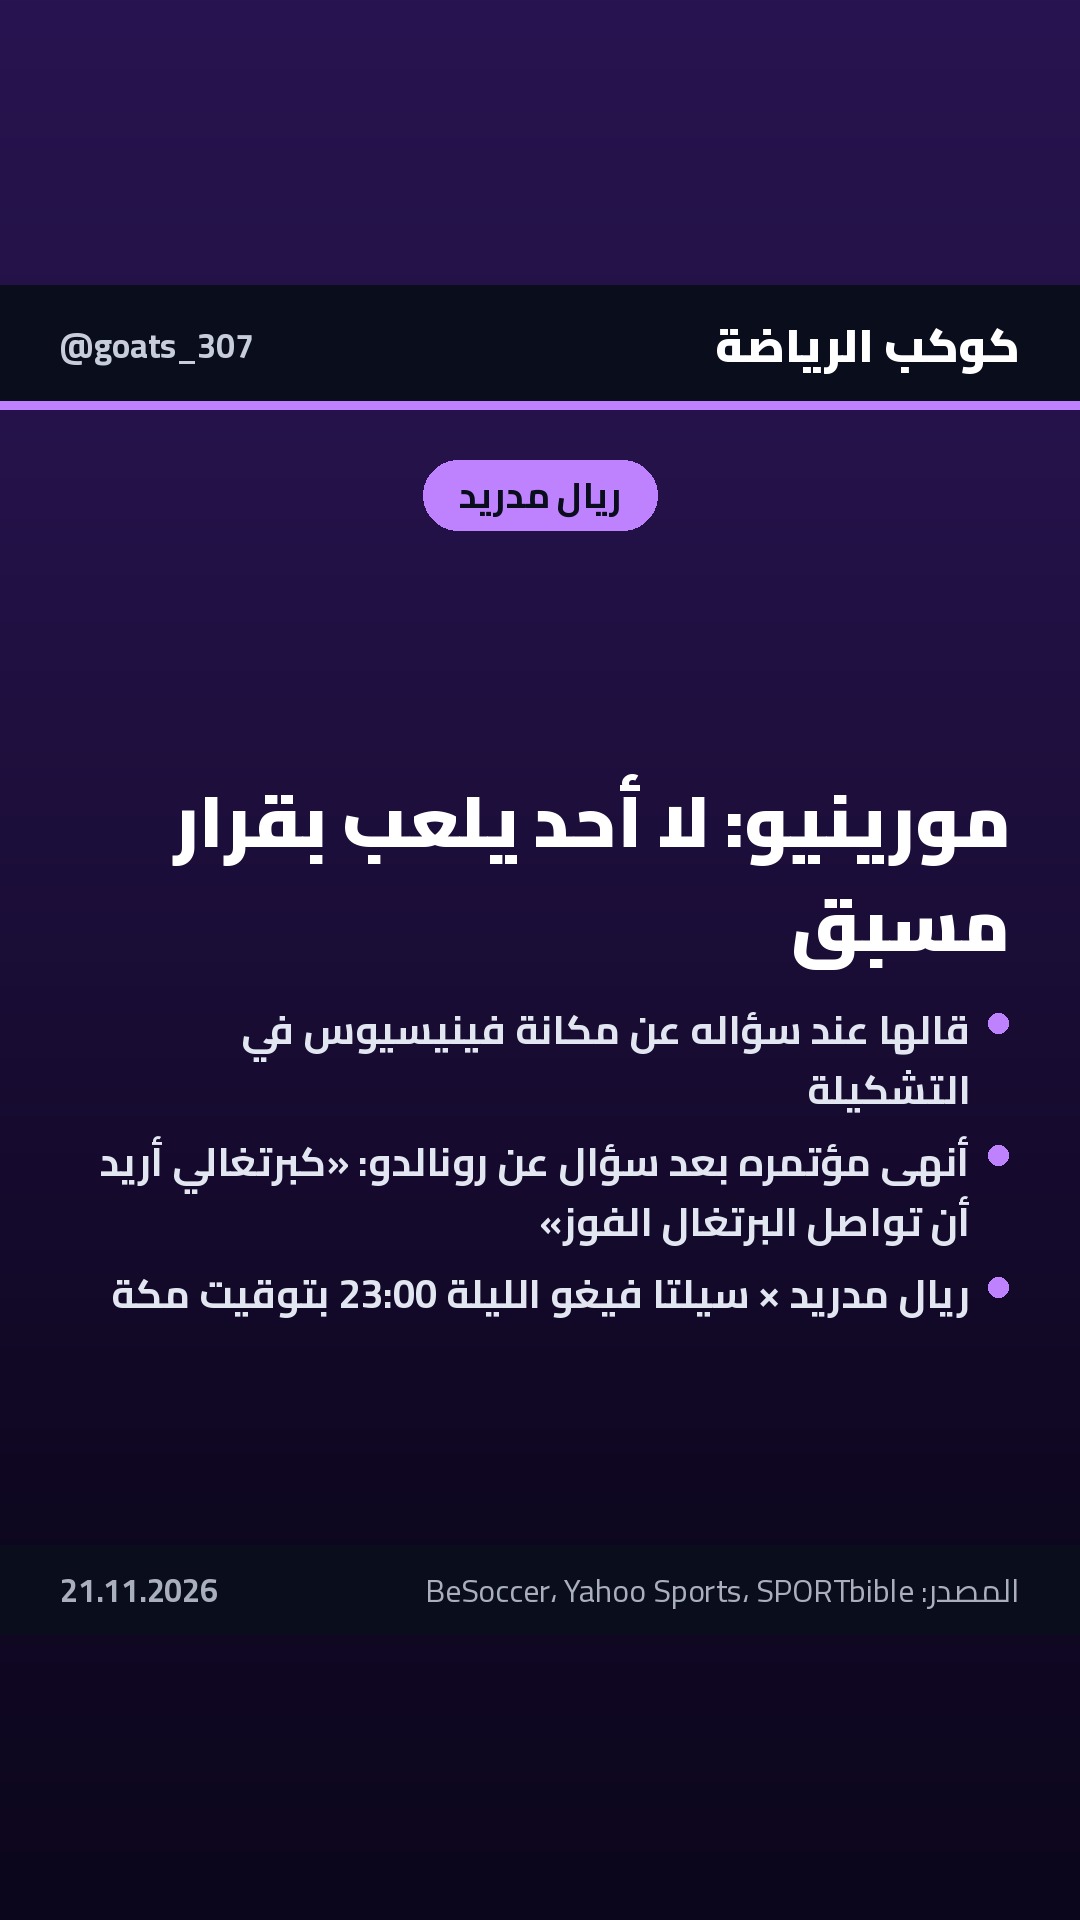 كوكب الرياضة
@goats_307
ريال مدريد
مورينيو: لا أحد يلعب بقرار
مسبق
قالها عند سؤاله عن مكانة فينيسيوس في
التشكيلة
أنهى مؤتمره بعد سؤال عن رونالدو: «كبرتغالي أريد
أن تواصل البرتغال الفوز»
ريال مدريد × سيلتا فيغو الليلة 23:00 بتوقيت مكة
المصدر: BeSoccer، Yahoo Sports، SPORTbible
21.11.2026